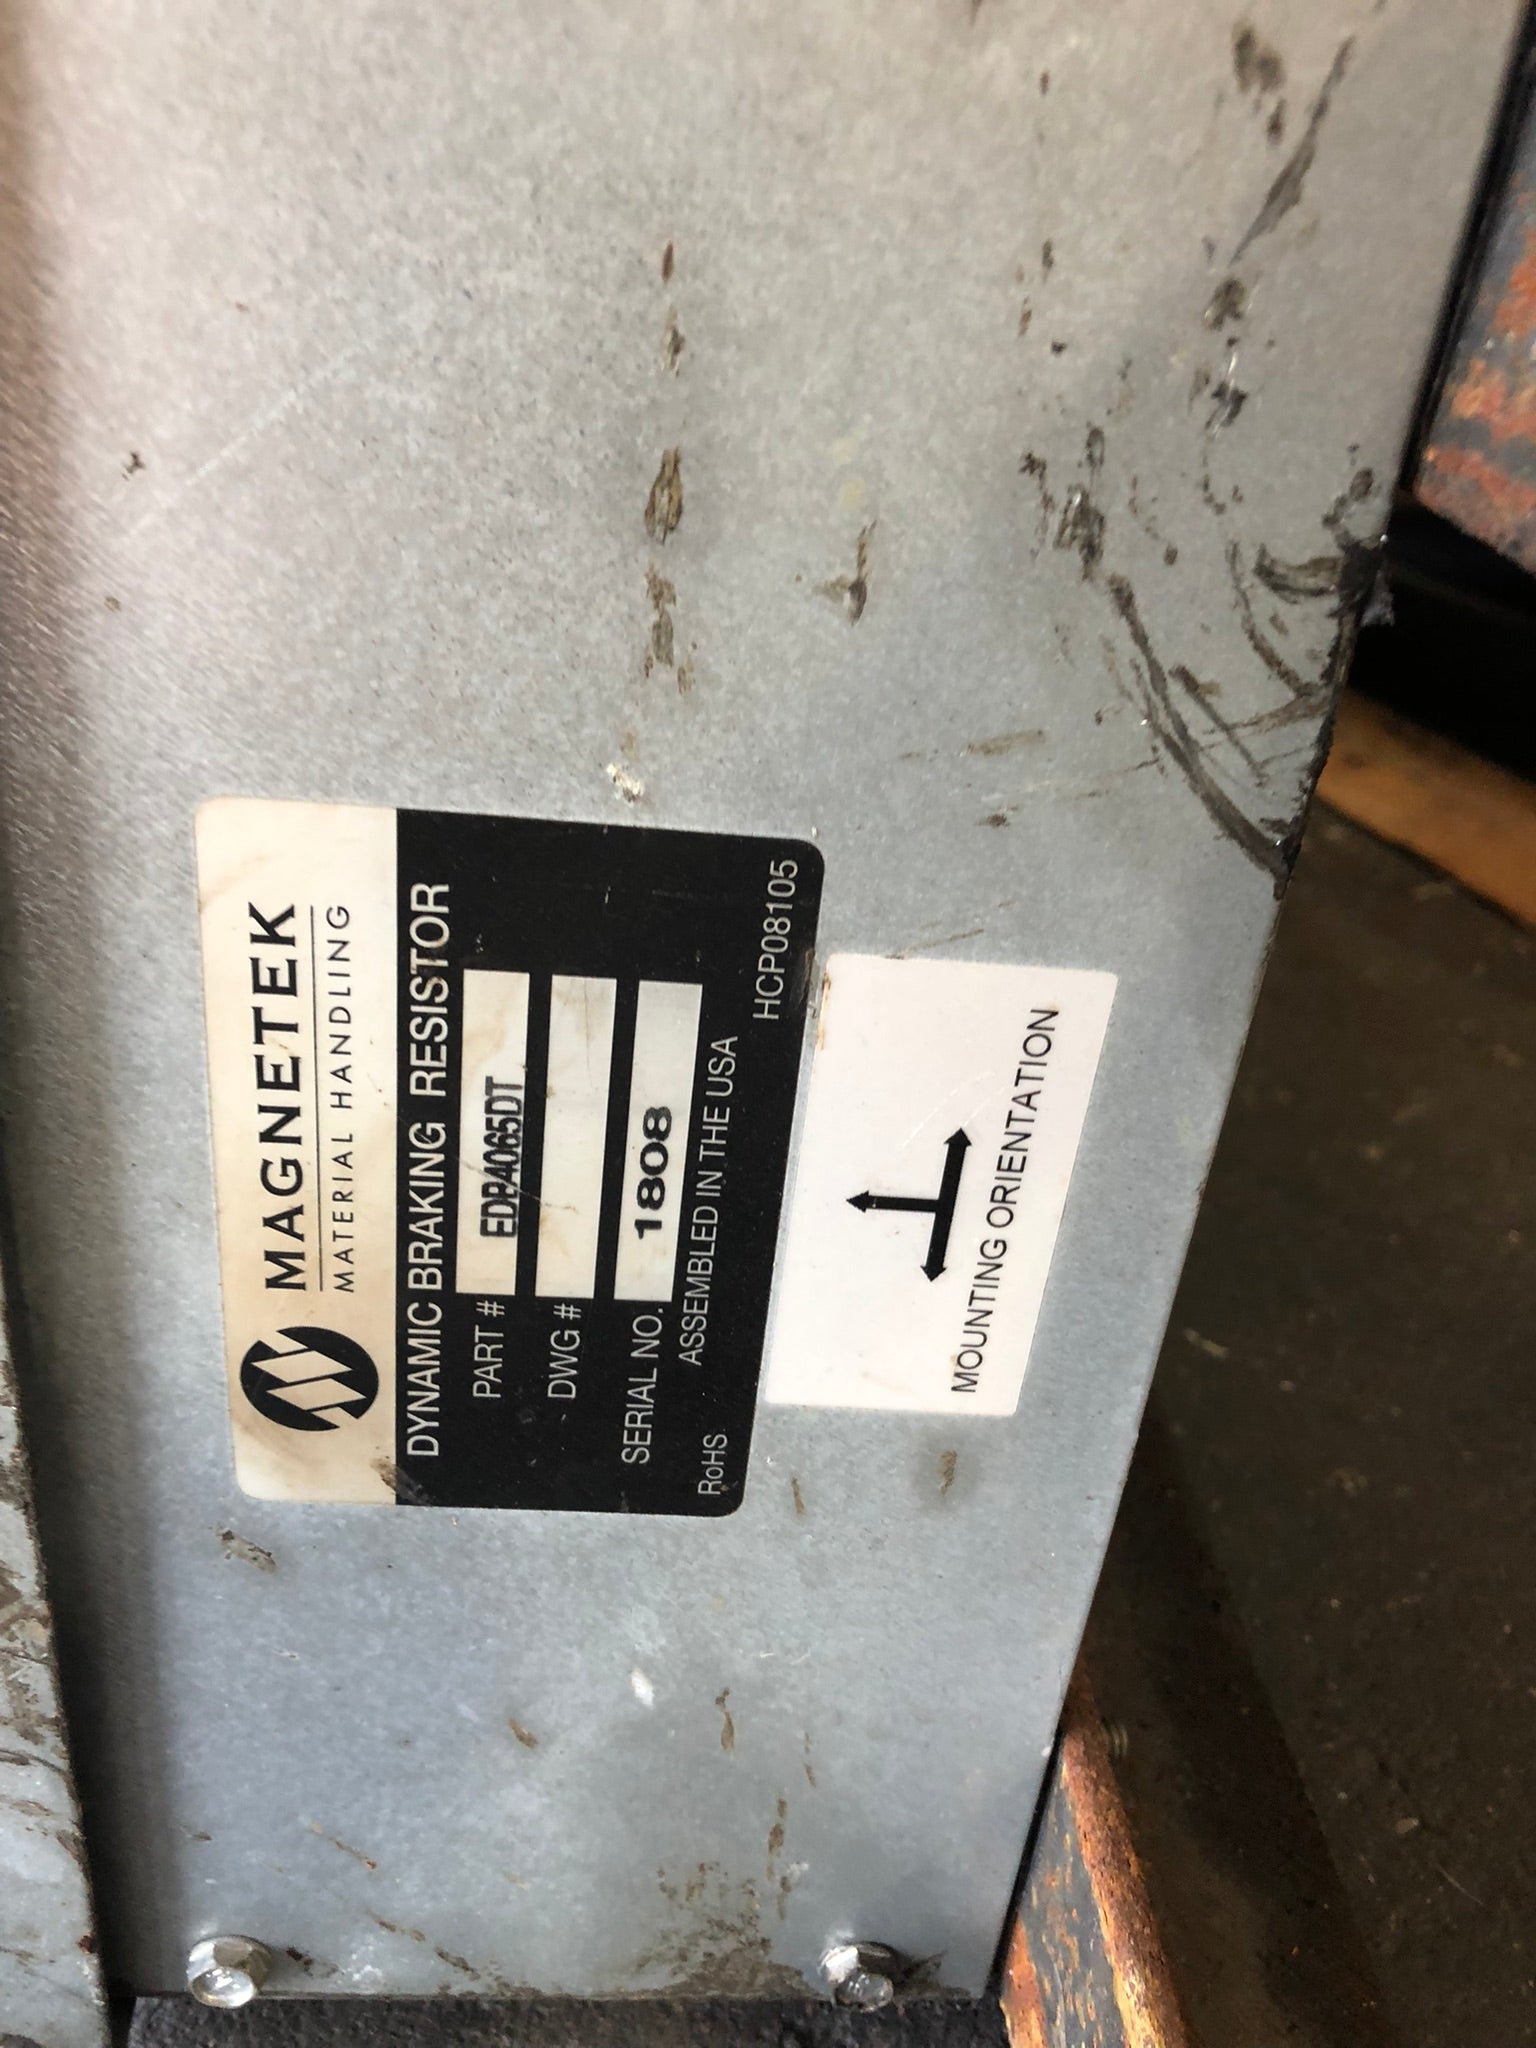 MAGNETEK
MATERIAL HANDLING
DYNAMIC BRAKING RESISTOR
PART # EDB4065DT
DWG #
SERIAL NO. 1808
RoHS ASSEMBLED IN THE USA
HCP08105
MOUNTING ORIENTATION